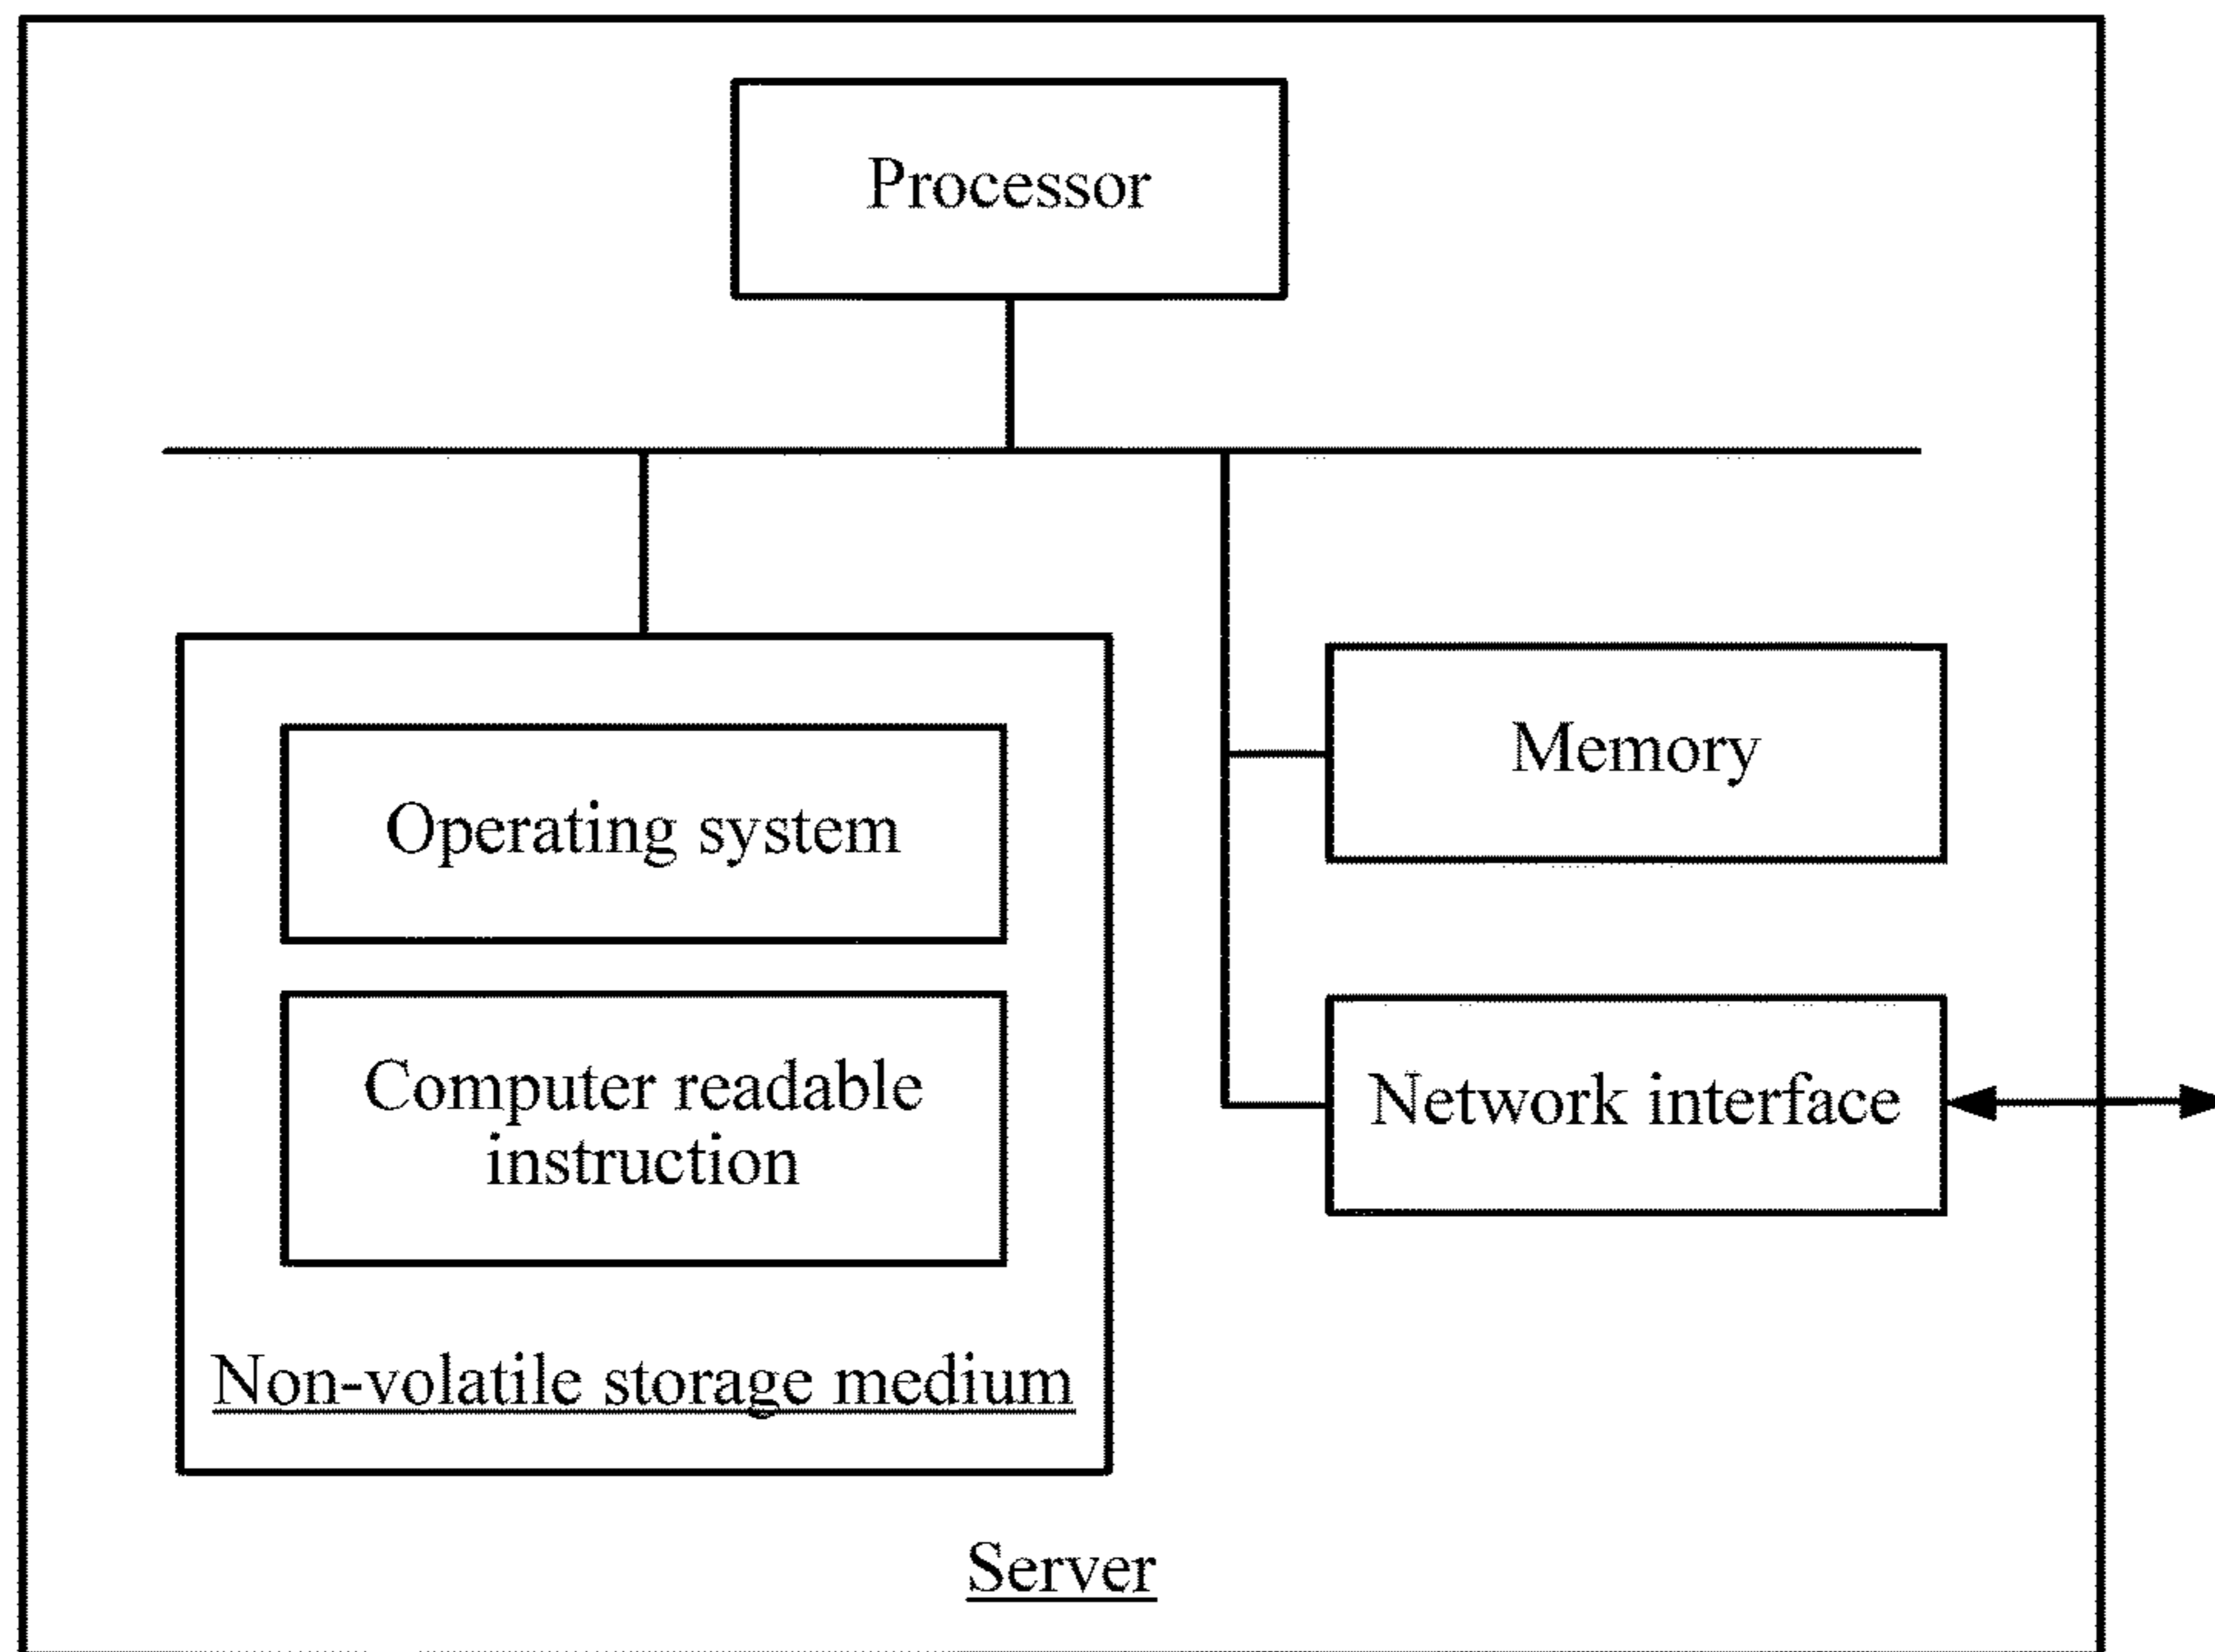 Processor
Operating system
Memory
Computer readable
instruction
Network interface
Non-volatile storage medium
Server